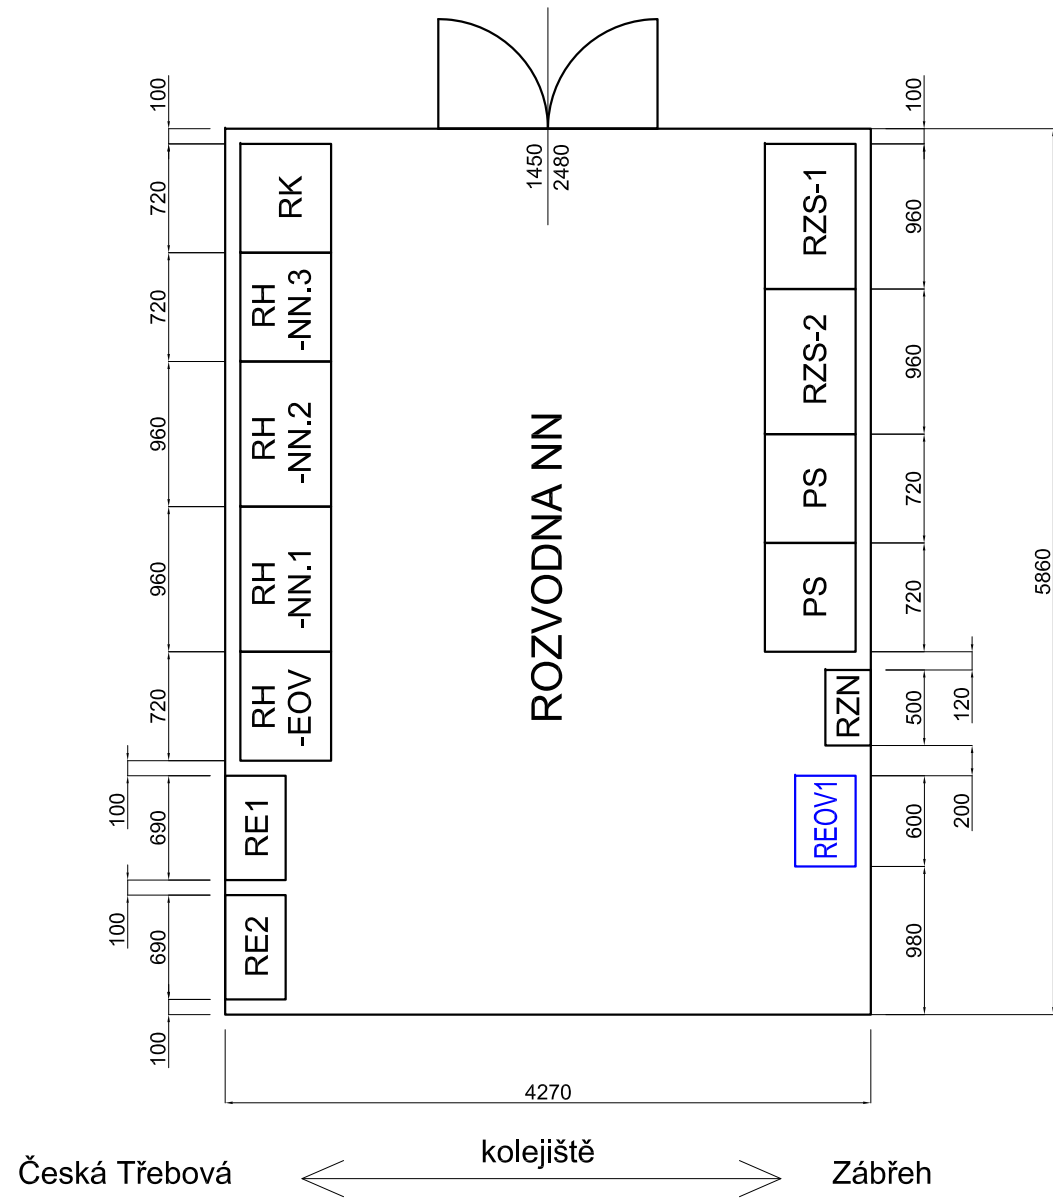 100
720
720
960
960
720
100
690
100
690
100
1450
2480
RK
RH
-NN.3
RH
-NN.2
RH
-NN.1
RH
-EOV
RE1
RE2
ROZVODNA NN
RZS-1
RZS-2
PS
PS
RZN
REOV1
100
960
960
720
720
120
500
200
600
980
5860
4270
kolejiště
Česká Třebová
Zábřeh